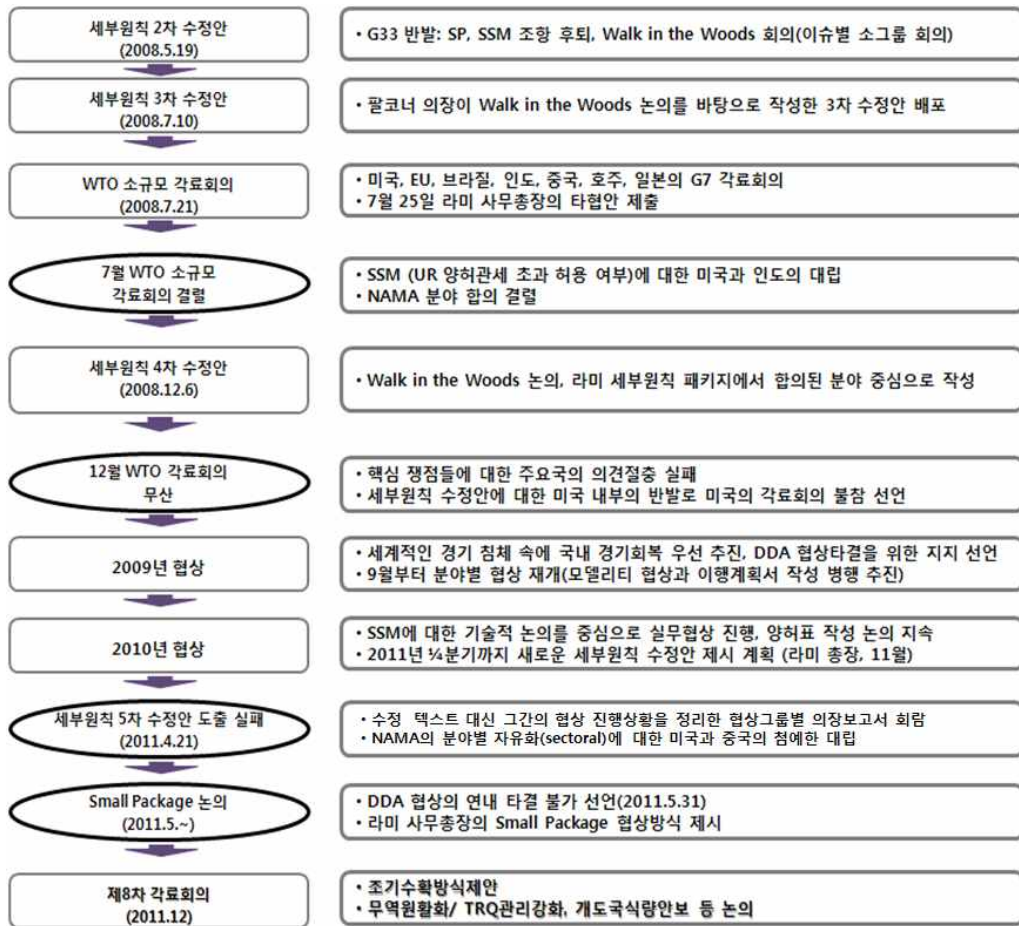 세부원칙 2차 수정안
(2008.5.19)
• G33 반발: SP, SSM 조항 후퇴, Walk in the Woods 회의(이슈별 소그룹 회의)
세부원칙 3차 수정안
(2008.7.10)
• 팔코너 의장이 Walk in the Woods 논의를 바탕으로 작성한 3차 수정안 배포
WTO 소규모 각료회의
(2008.7.21)
• 미국, EU, 브라질, 인도, 중국, 호주, 일본의 G7 각료회의
• 7월 25일 라미 사무총장의 타협안 제출
7월 WTO 소규모
각료회의 결렬
• SSM (UR 양허관세 초과 허용 여부)에 대한 미국과 인도의 대립
• NAMA 분야 합의 결렬
세부원칙 4차 수정안
(2008.12.6)
• Walk in the Woods 논의, 라미 세부원칙 패키지에서 합의된 분야 중심으로 작성
12월 WTO 각료회의
무산
• 핵심 쟁점들에 대한 주요국의 의견절충 실패
• 세부원칙 수정안에 대한 미국 내부의 반발로 미국의 각료회의 불참 선언
2009년 협상
• 세계적인 경기 침체 속에 국내 경기회복 우선 추진, DDA 협상타결을 위한 지지 선언
• 9월부터 분야별 협상 재개(모델리티 협상과 이행계획서 작성 병행 추진)
2010년 협상
• SSM에 대한 기술적 논의를 중심으로 실무협상 진행, 양허표 작성 논의 지속
• 2011년 ¼분기까지 새로운 세부원칙 수정안 제시 계획 (라미 총장, 11월)
세부원칙 5차 수정안 도출 실패
(2011.4.21)
• 수정 텍스트 대신 그간의 협상 진행상황을 정리한 협상그룹별 의장보고서 회람
• NAMA의 분야별 자유화(sectoral)에 대한 미국과 중국의 첨예한 대립
Small Package 논의
(2011.5.~)
• DDA 협상의 연내 타결 불가 선언(2011.5.31)
• 라미 사무총장의 Small Package 협상방식 제시
제8차 각료회의
(2011.12)
• 조기수확방식제안
• 무역원활화/ TRQ관리강화, 개도국식량안보 등 논의